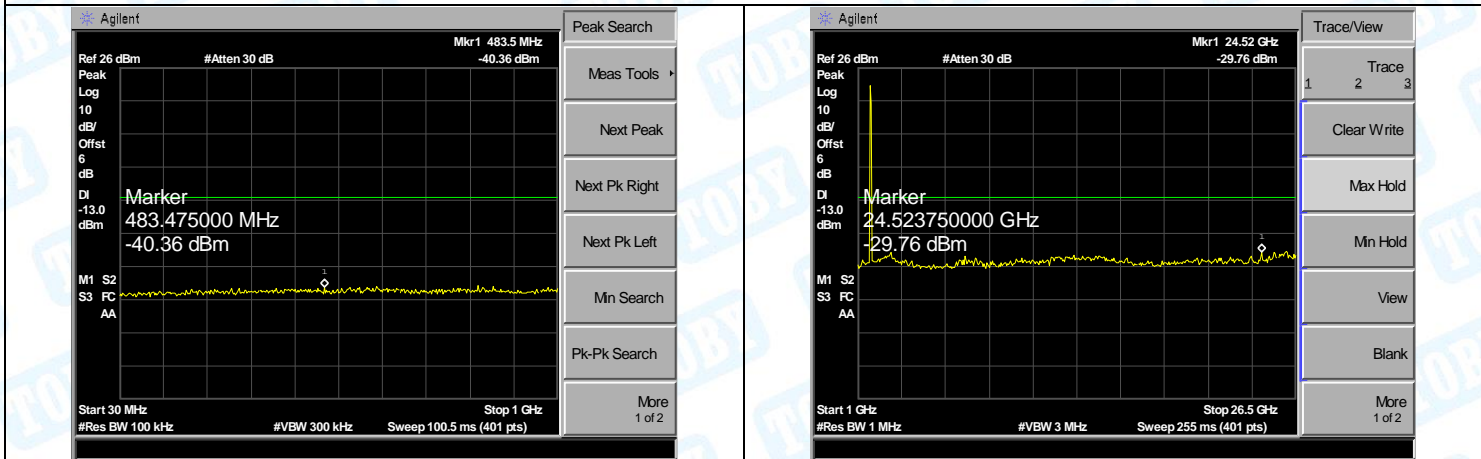 Agilent
Peak Search
Mkr1 483.5 MHz
Ref 26 dBm #Atten 30 dB -40.36 dBm
Peak
Log
10
dB/
Offst
6
dB
DI
-13.0
dBm
Marker
483.475000 MHz
-40.36 dBm
1
M1 S2
S3 FC
AA
Start 30 MHz Stop 1 GHz
#Res BW 100 kHz #VBW 300 kHz Sweep 100.5 ms (401 pts)
Meas Tools
Next Peak
Next Pk Right
Next Pk Left
Min Search
Pk-Pk Search
More
1 of 2
Agilent
Trace/View
Mkr1 24.52 GHz
Ref 26 dBm #Atten 30 dB -29.76 dBm
Peak
Log
10
dB/
Offst
6
dB
DI
-13.0
dBm
Marker
24.523750000 GHz
-29.76 dBm
1
M1 S2
S3 FC
AA
Start 1 GHz Stop 26.5 GHz
#Res BW 1 MHz #VBW 3 MHz Sweep 255 ms (401 pts)
Trace
1 2 3
Clear Write
Max Hold
Min Hold
View
Blank
More
1 of 2
TOBY